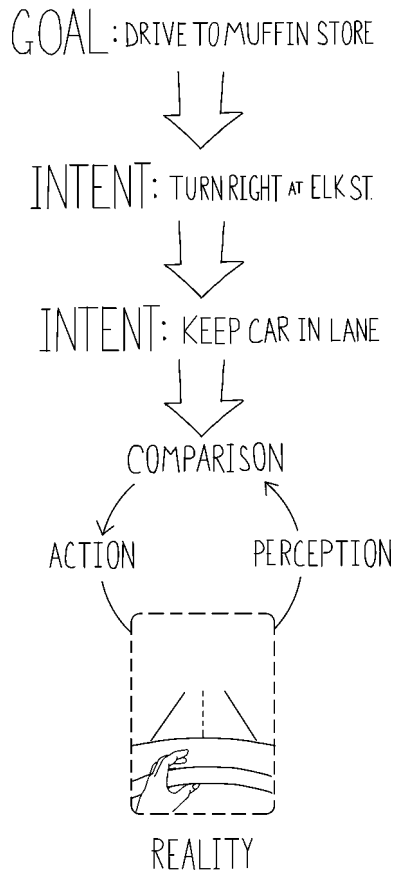 GOAL: DRIVE TO MUFFIN STORE
INTENT: TURN RIGHT AT ELK ST.
INTENT: KEEP CAR IN LANE
COMPARISON
ACTION
PERCEPTION
REALITY